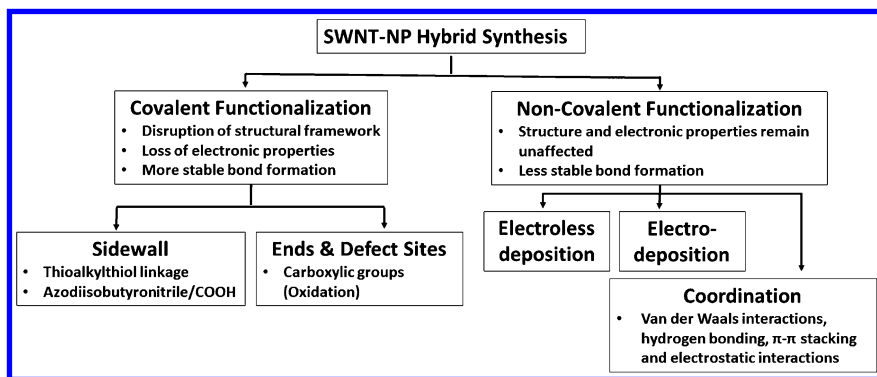 SWNT-NP Hybrid Synthesis
Covalent Functionalization
• Disruption of structural framework
• Loss of electronic properties
• More stable bond formation
Non-Covalent Functionalization
• Structure and electronic properties remain
unaffected
• Less stable bond formation
Sidewall
• Thioalkylthiol linkage
• Azodiisobutyronitrile/COOH
Ends & Defect Sites
• Carboxylic groups
(Oxidation)
Electroless
deposition
Electro-
deposition
Coordination
• Van der Waals interactions,
hydrogen bonding, π-π stacking
and electrostatic interactions